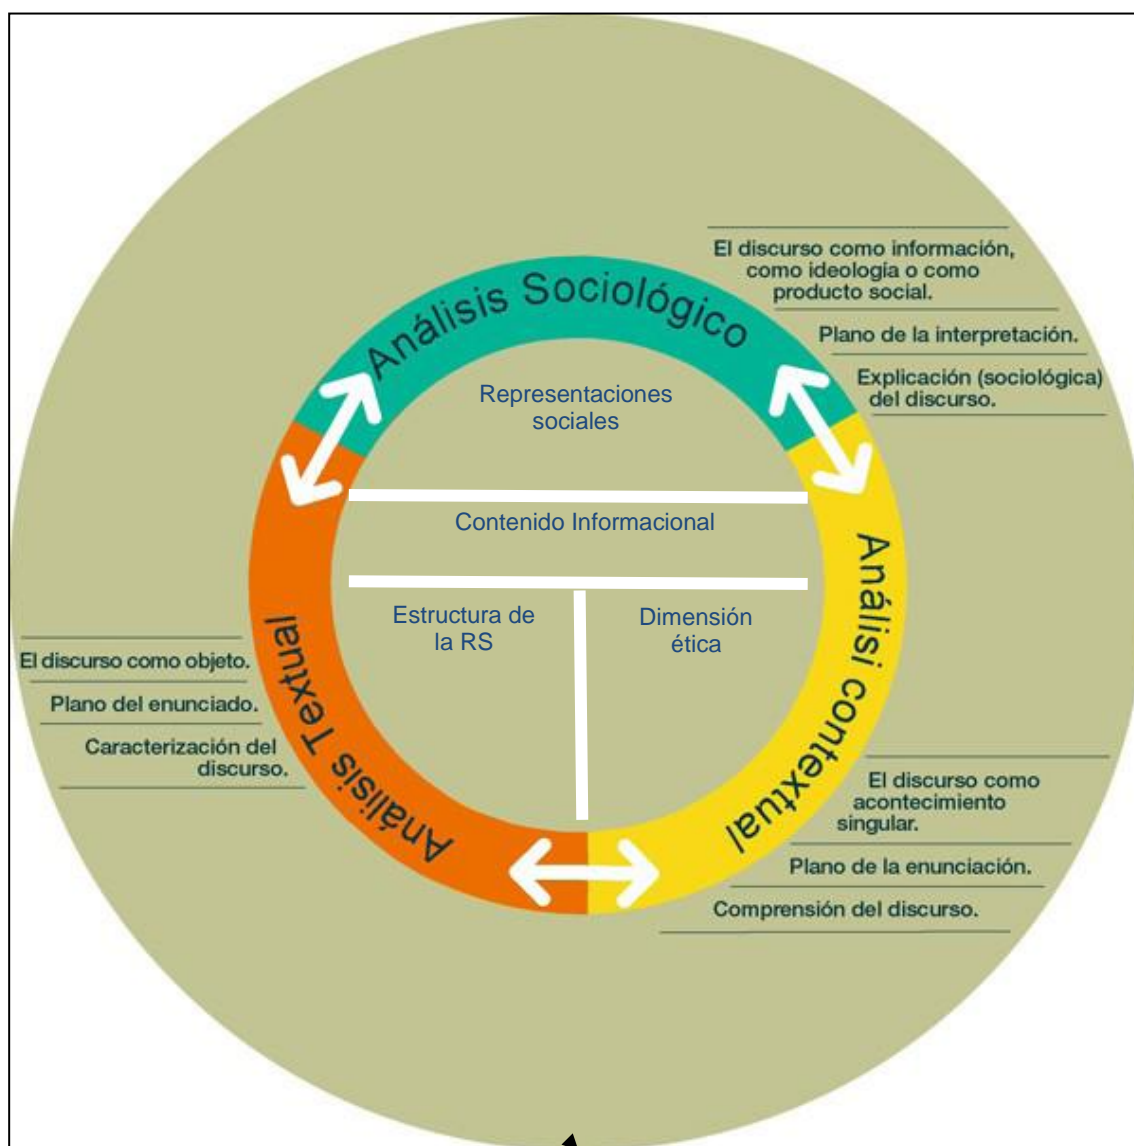 El discurso como información,
como ideología o como
producto social.
Plano de la interpretación.
Explicación (sociológica)
del discurso.
Análisis Sociológico
Representaciones
sociales
Contenido Informacional
Estructura de
la RS
Dimensión
ética
Análisi contextual
Análisis Textual
El discurso como objeto.
Plano del enunciado.
Caracterización del
discurso.
El discurso como
acontecimiento
singular.
Plano de la enunciación.
Comprensión del discurso.